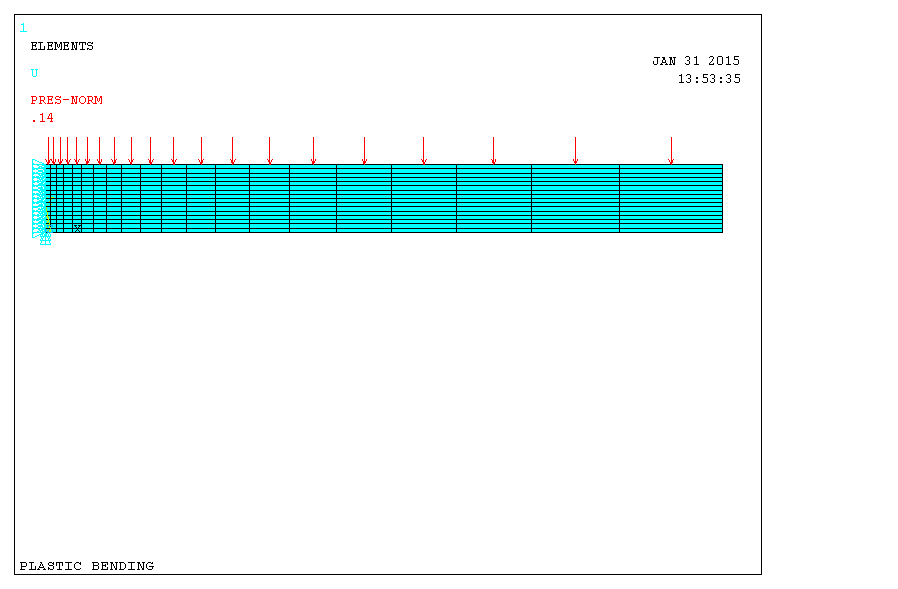 1
ELEMENTS
JAN 31 2015
U
13:53:35
PRES-NORM
.14
PLASTIC BENDING